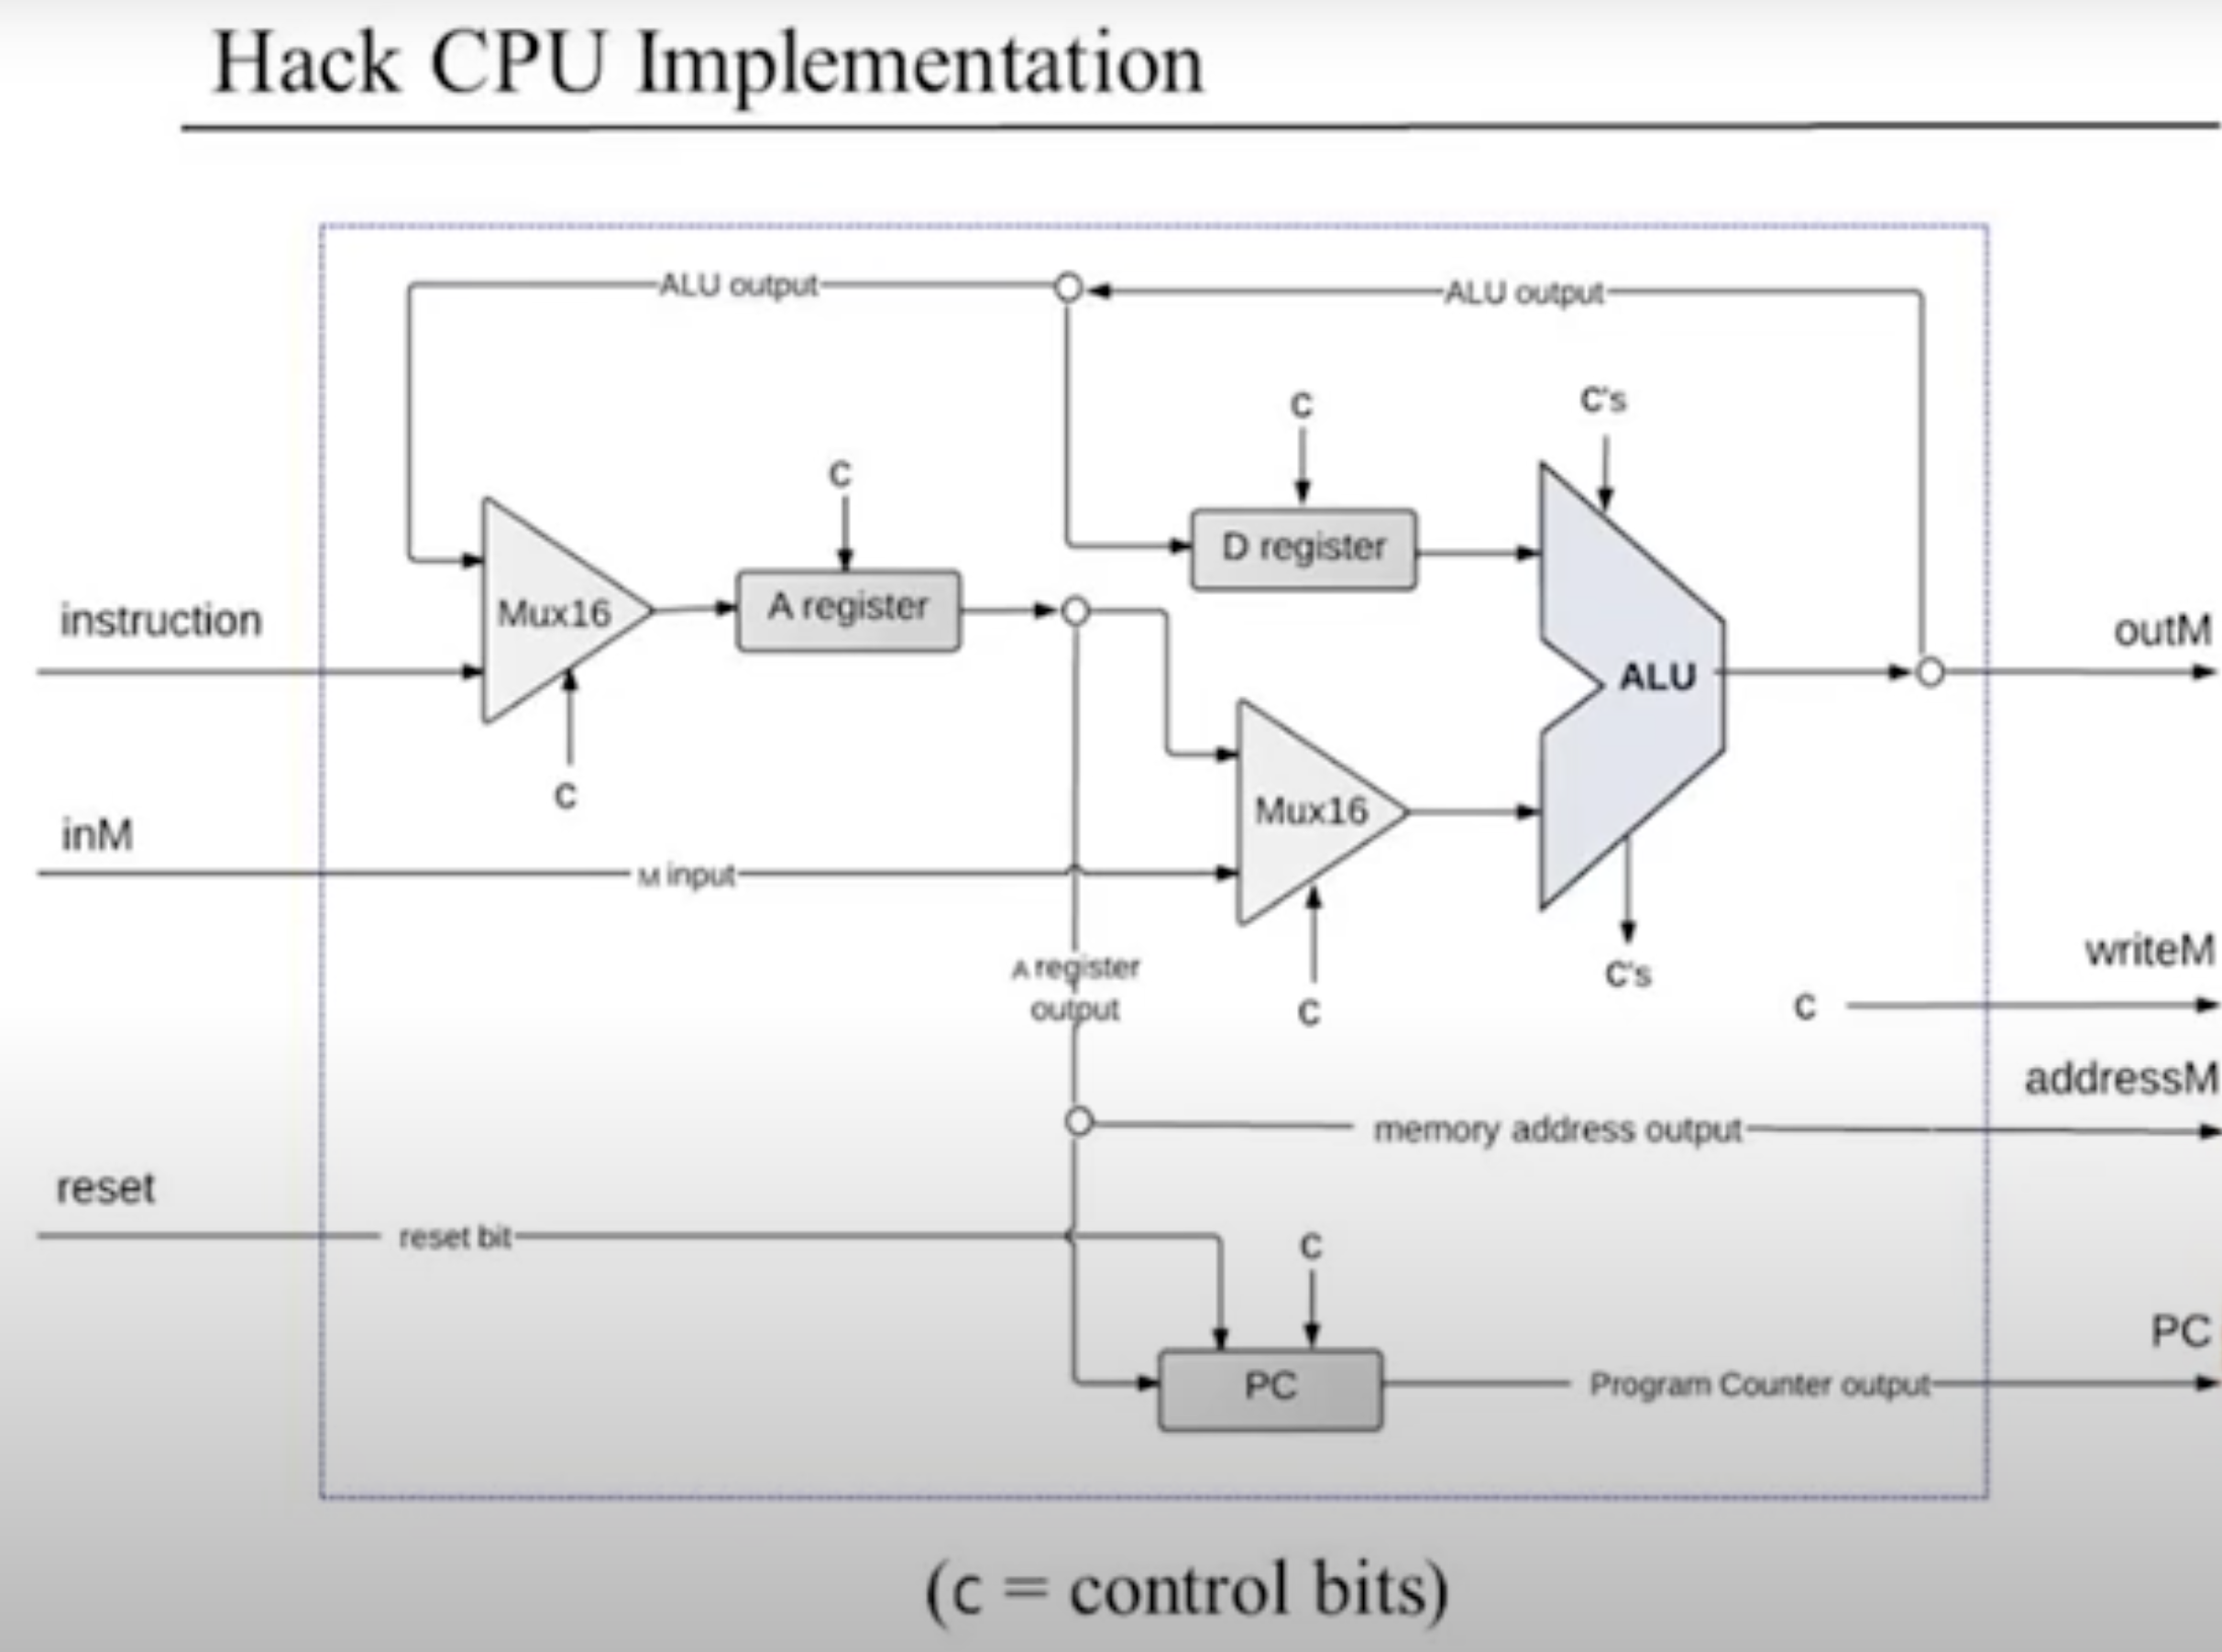 Hack CPU Implementation
ALU output
ALU output
C
C's
C
D register
instruction
Mux16
A register
outM
ALU
C
inM
Mux16
M input
writeM
A register
output
C
C's
C
addressM
memory address output
reset
reset bit
C
PC
PC
Program Counter output
(c = control bits)